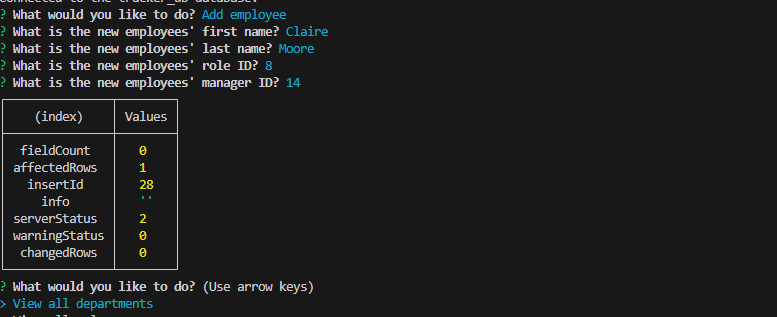 Connected to the tracker_db database.
? What would you like to do? Add employee
? What is the new employees' first name? Claire
? What is the new employees' last name? Moore
? What is the new employees' role ID? 8
? What is the new employees' manager ID? 14
(index) Values
fieldCount 0
affectedRows 1
insertId 28
info ''
serverStatus 2
warningStatus 0
changedRows 0
? What would you like to do? (Use arrow keys)
> View all departments